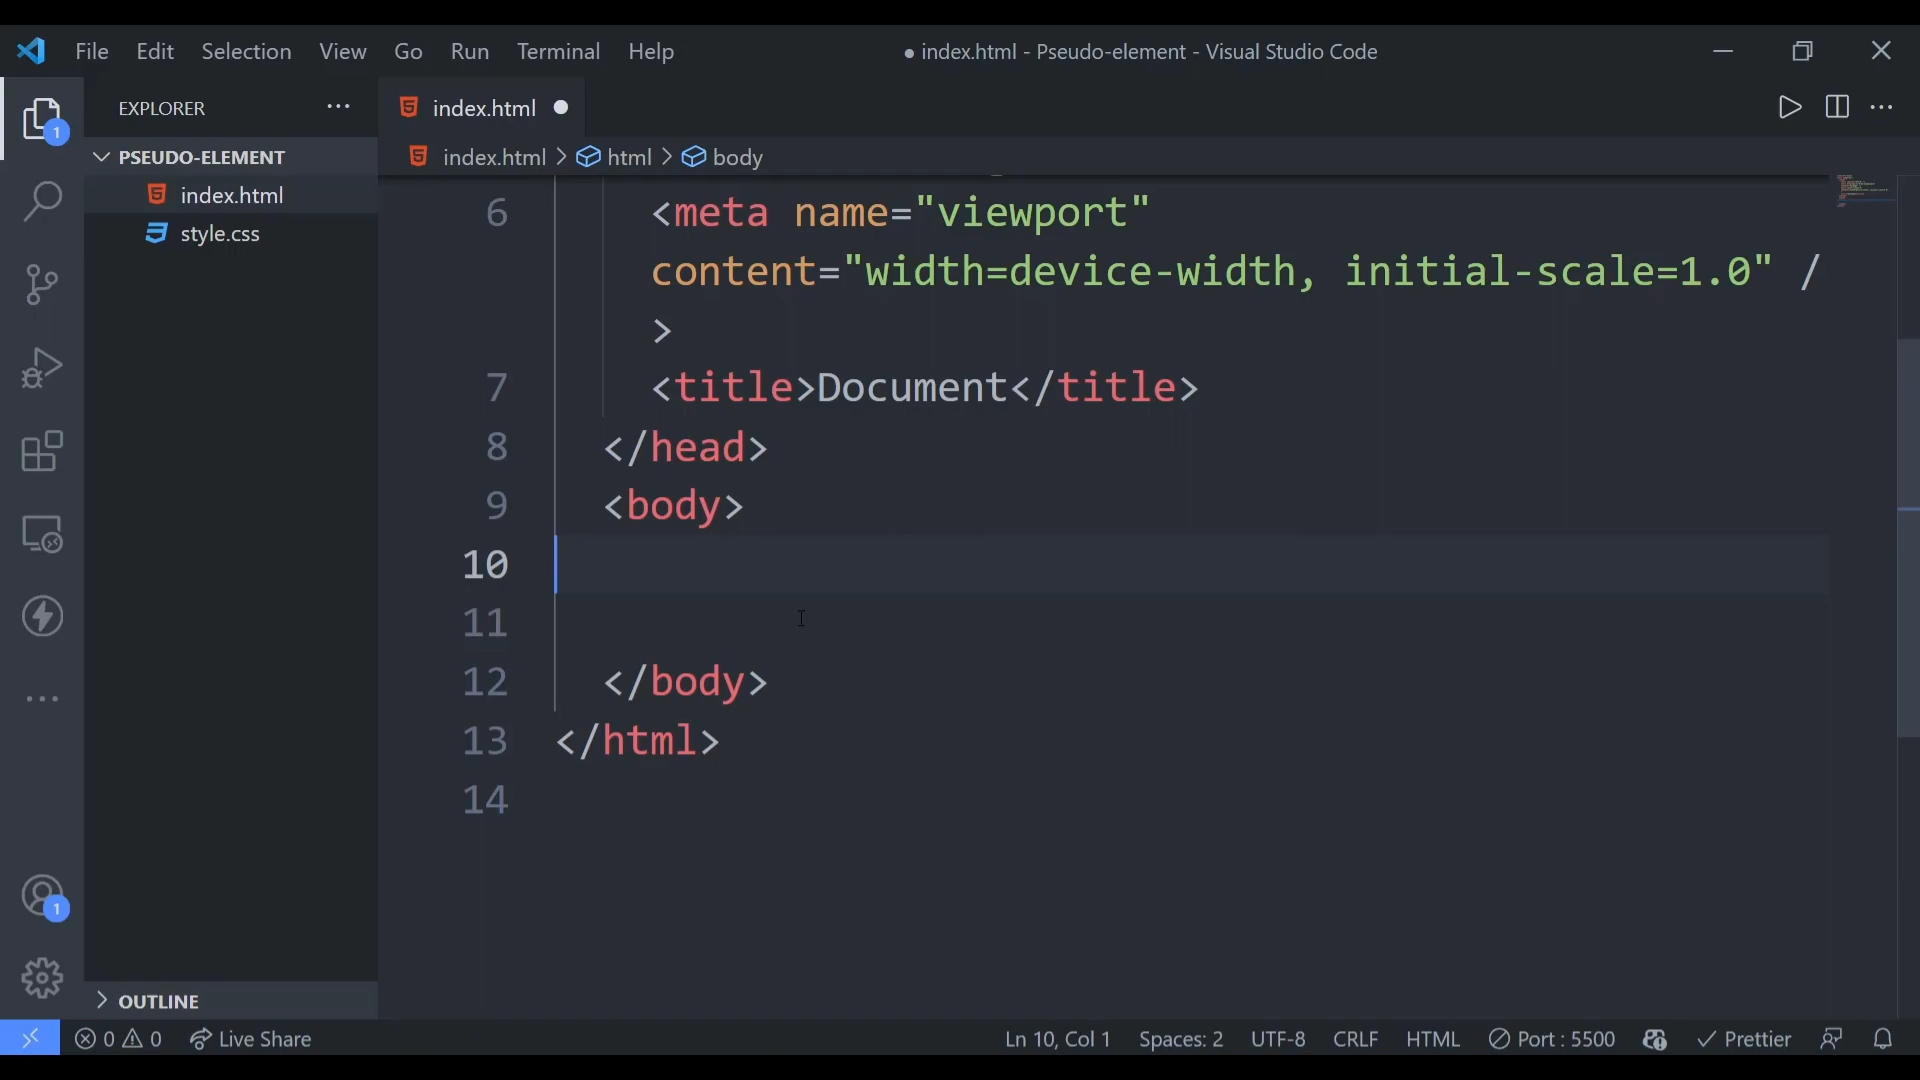 File Edit Selection View Go Run Terminal Help
● index.html - Pseudo-element - Visual Studio Code
EXPLORER ···
index.html ●
PSEUDO-ELEMENT
index.html > html > body
index.html
style.css
1
6 <meta name="viewport"
content="width=device-width, initial-scale=1.0" /
>
7 <title>Document</title>
8 </head>
9 <body>
10
11
12 </body>
13 </html>
14
1
OUTLINE
0 0 Live Share
Ln 10, Col 1 Spaces: 2 UTF-8 CRLF HTML Port : 5500 Prettier